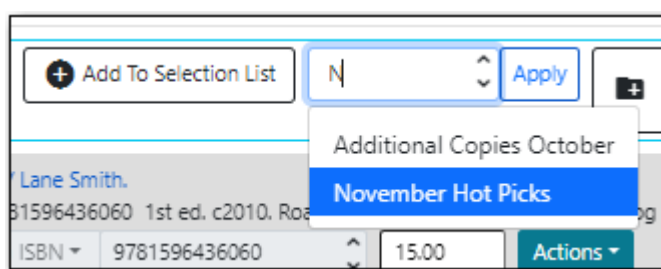 Add To Selection List N Apply
Additional Copies October
Lane Smith.
November Hot Picks
81596436060 1st ed. c2010.
ISBN 9781596436060 15.00 Actions